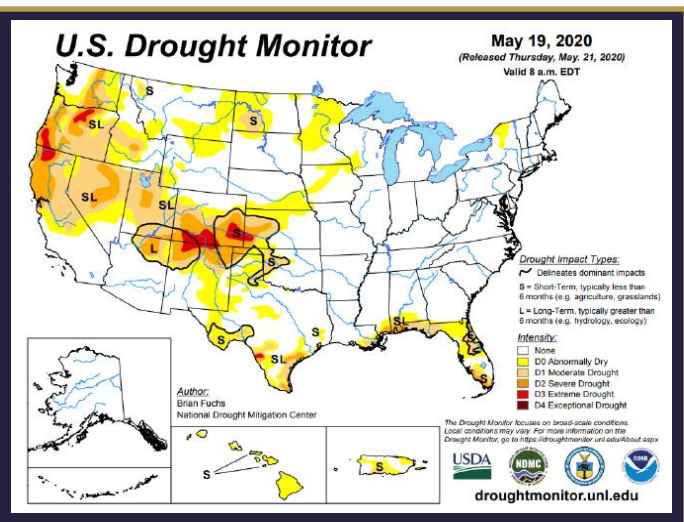 U.S. Drought Monitor
May 19, 2020
(Released Thursday, May. 21, 2020)
Valid 8 a.m. EDT
S
SL
S
SL
SL
L
S
S
S
S
SL
SL
S
S
Drought Impact Types:
Delineates dominant impacts
S = Short-Term, typically less than
6 months (e.g. agriculture, grasslands)
L = Long-Term, typically greater than
6 months (e.g. hydrology, ecology)
Intensity:
None
D0 Abnormally Dry
D1 Moderate Drought
D2 Severe Drought
D3 Extreme Drought
D4 Exceptional Drought
Author:
Brian Fuchs
National Drought Mitigation Center
S
S
The Drought Monitor focuses on broad-scale conditions.
Local conditions may vary. For more information on the
Drought Monitor, go to https://droughtmonitor.unl.edu/About.aspx
USDA
NDMC
NOAA
droughtmonitor.unl.edu